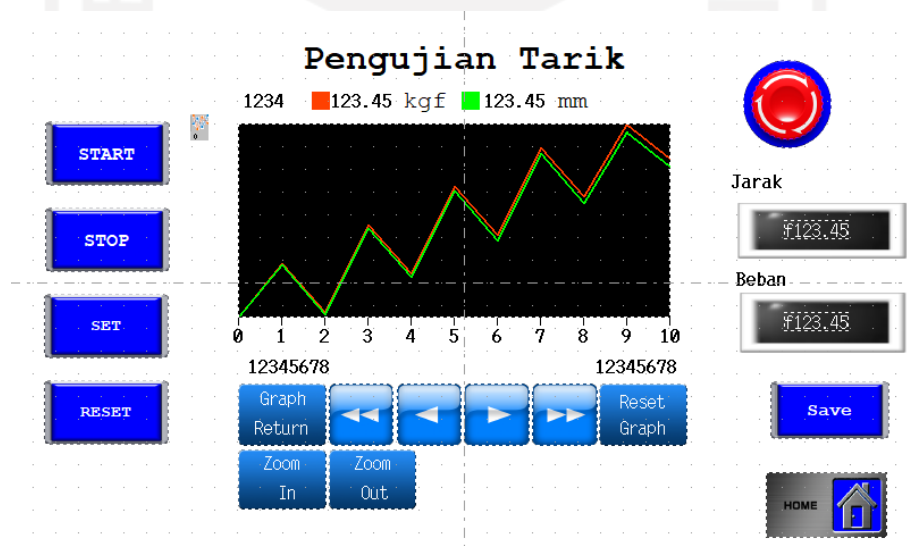 Pengujian Tarik
1234 123.45 kgf 123.45 mm
START
STOP
SET
RESET
0
0 1 2 3 4 5 6 7 8 9 10
12345678 12345678
Graph Return
Reset Graph
Zoom In
Zoom Out
Jarak
f123.45
Beban
f123.45
Save
HOME